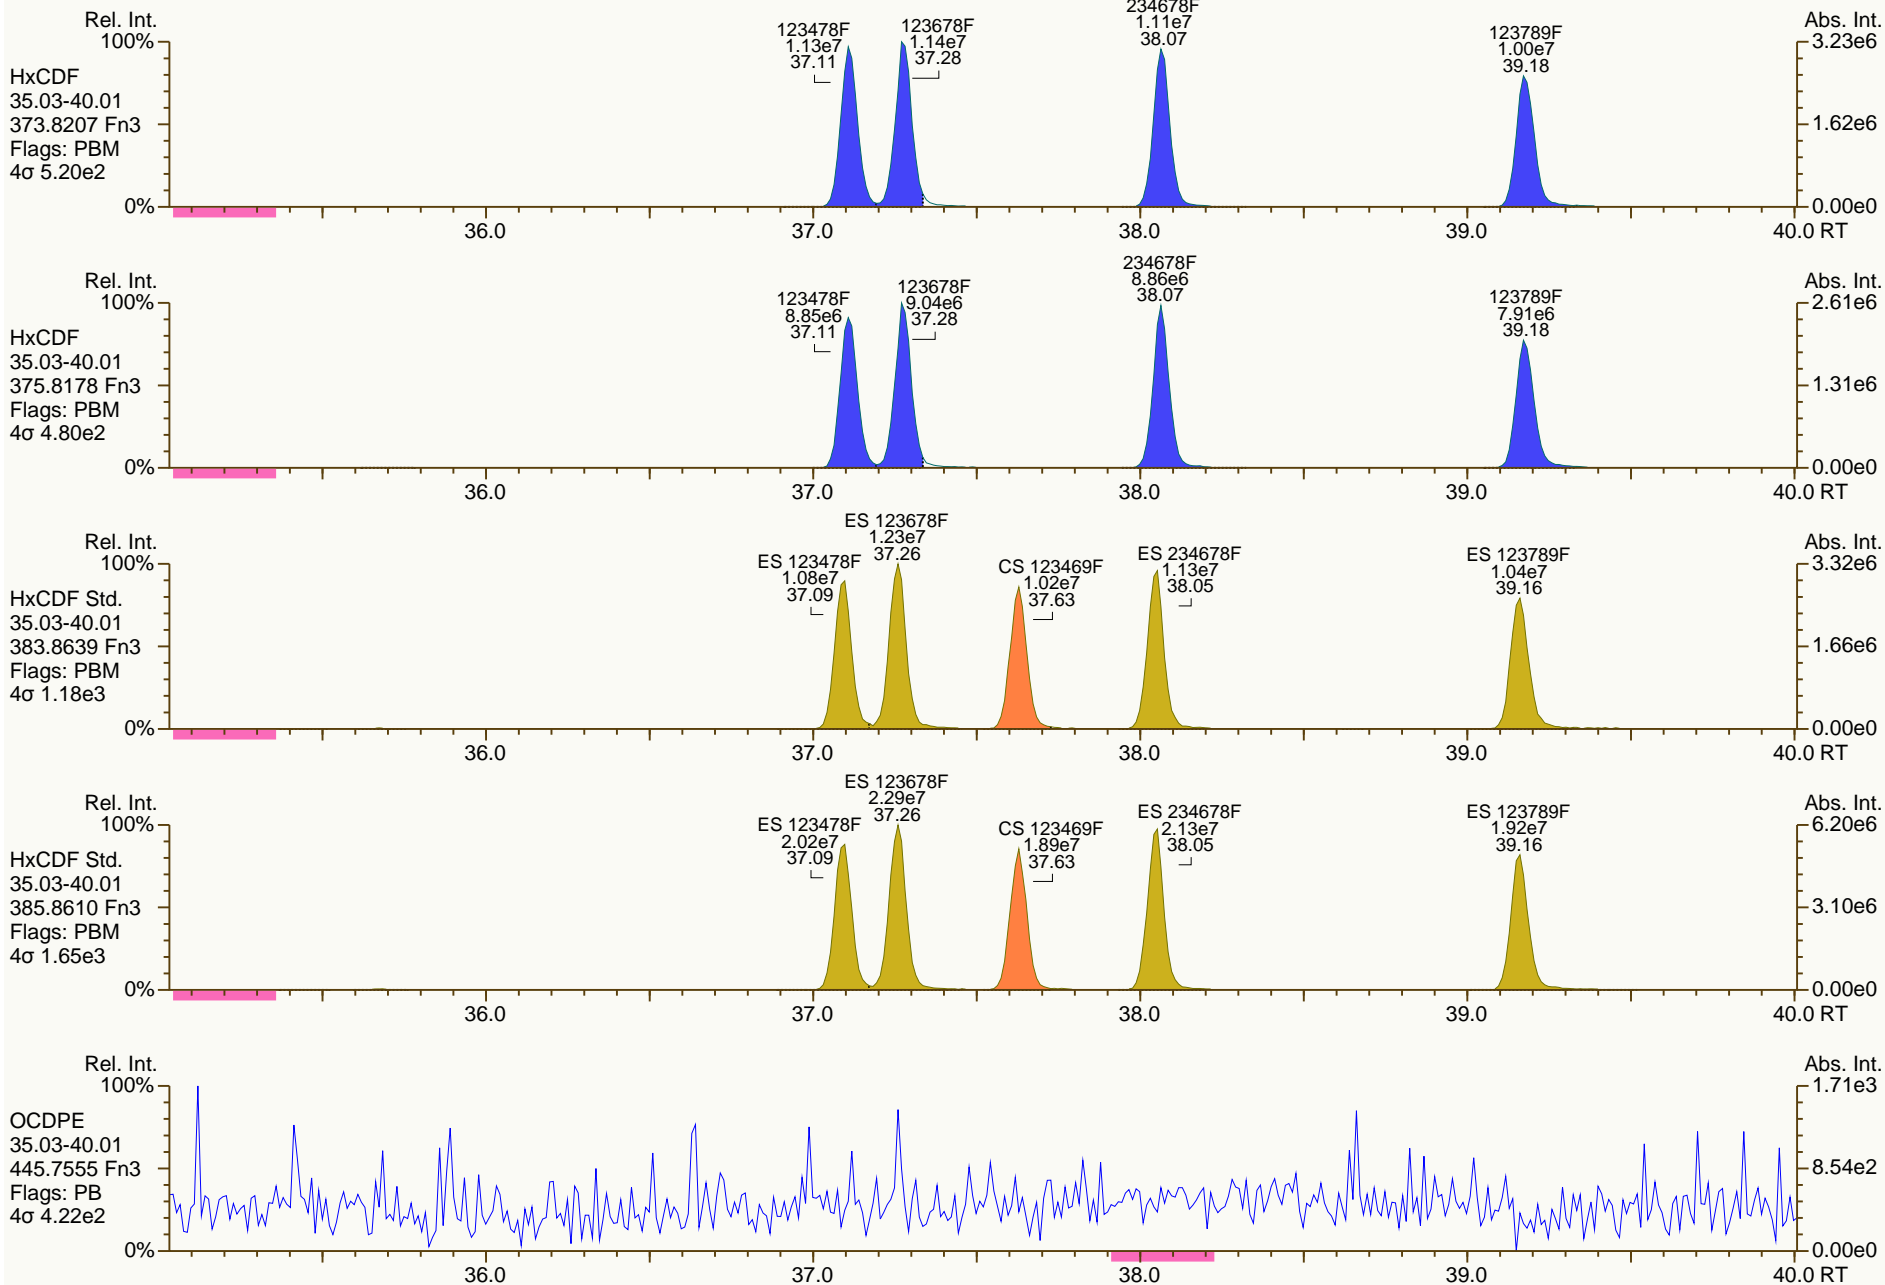 Rel. Int.
100%
0%
HxCDF
35.03-40.01
373.8207 Fn3
Flags: PBM
4σ 5.20e2
123478F
1.13e7
37.11
123678F
1.14e7
37.28
234678F
1.11e7
38.07
123789F
1.00e7
39.18
Abs. Int.
3.23e6
1.62e6
0.00e0
36.0 37.0 38.0 39.0 40.0 RT
Rel. Int.
100%
0%
HxCDF
35.03-40.01
375.8178 Fn3
Flags: PBM
4σ 4.80e2
123478F
8.85e6
37.11
123678F
9.04e6
37.28
234678F
8.86e6
38.07
123789F
7.91e6
39.18
Abs. Int.
2.61e6
1.31e6
0.00e0
36.0 37.0 38.0 39.0 40.0 RT
Rel. Int.
100%
0%
HxCDF Std.
35.03-40.01
383.8639 Fn3
Flags: PBM
4σ 1.18e3
ES 123478F
1.08e7
37.09
ES 123678F
1.23e7
37.26
CS 123469F
1.02e7
37.63
ES 234678F
1.13e7
38.05
ES 123789F
1.04e7
39.16
Abs. Int.
3.32e6
1.66e6
0.00e0
36.0 37.0 38.0 39.0 40.0 RT
Rel. Int.
100%
0%
HxCDF Std.
35.03-40.01
385.8610 Fn3
Flags: PBM
4σ 1.65e3
ES 123478F
2.02e7
37.09
ES 123678F
2.29e7
37.26
CS 123469F
1.89e7
37.63
ES 234678F
2.13e7
38.05
ES 123789F
1.92e7
39.16
Abs. Int.
6.20e6
3.10e6
0.00e0
36.0 37.0 38.0 39.0 40.0 RT
Rel. Int.
100%
0%
OCDPE
35.03-40.01
445.7555 Fn3
Flags: PB
4σ 4.22e2
Abs. Int.
1.71e3
8.54e2
0.00e0
36.0 37.0 38.0 39.0 40.0 RT